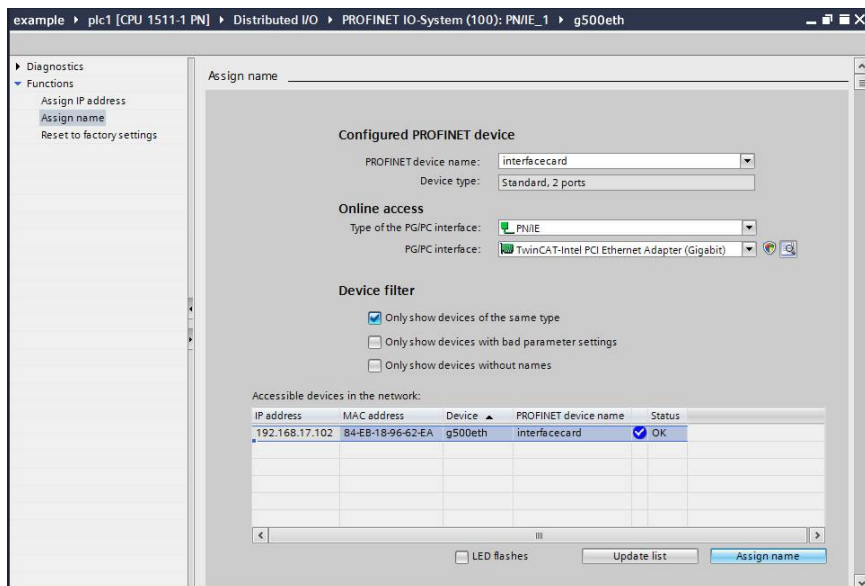 example ▸ plc1 [CPU 1511-1 PN] ▸ Distributed I/O ▸ PROFINET IO-System (100): PN/IE_1 ▸ g500eth
Diagnostics
Functions
Assign IP address
Assign name
Reset to factory settings
Assign name
Configured PROFINET device
PROFINET device name: interfacecard
Device type: Standard, 2 ports
Online access
Type of the PG/PC interface: PN/IE
PG/PC interface: TwinCAT-Intel PCI Ethernet Adapter (Gigabit)
Device filter
Only show devices of the same type
Only show devices with bad parameter settings
Only show devices without names
Accessible devices in the network:
IP address MAC address Device PROFINET device name Status
192.168.17.102 84-EB-18-96-62-EA g500eth interfacecard OK
LED flashes Update list Assign name